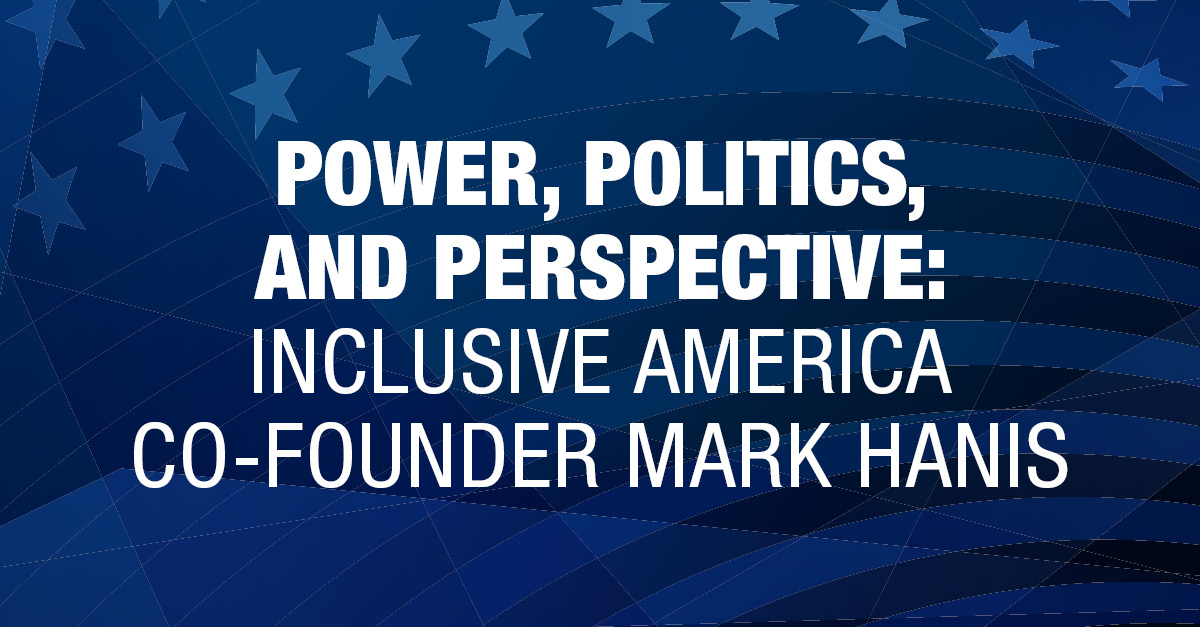 POWER, POLITICS,
AND PERSPECTIVE:
INCLUSIVE AMERICA
CO-FOUNDER MARK HANIS